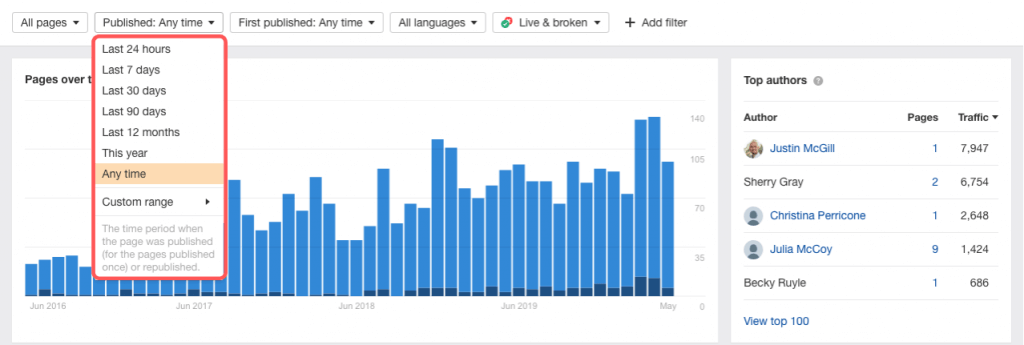 All pages
Published: Any time
First published: Any time
All languages
Live & broken
+ Add filter
Last 24 hours
Last 7 days
Last 30 days
Last 90 days
Last 12 months
This year
Any time
Custom range
The time period when
the page was published
(for the pages published
once) or republished.
Pages over t
140
105
70
35
0
Jun 2016
Jun 2017
Jun 2018
Jun 2019
May
Top authors ?
Author Pages Traffic
Justin McGill 1 7,947
Sherry Gray 2 6,754
Christina Perricone 1 2,648
Julia McCoy 9 1,424
Becky Ruyle 1 686
View top 100